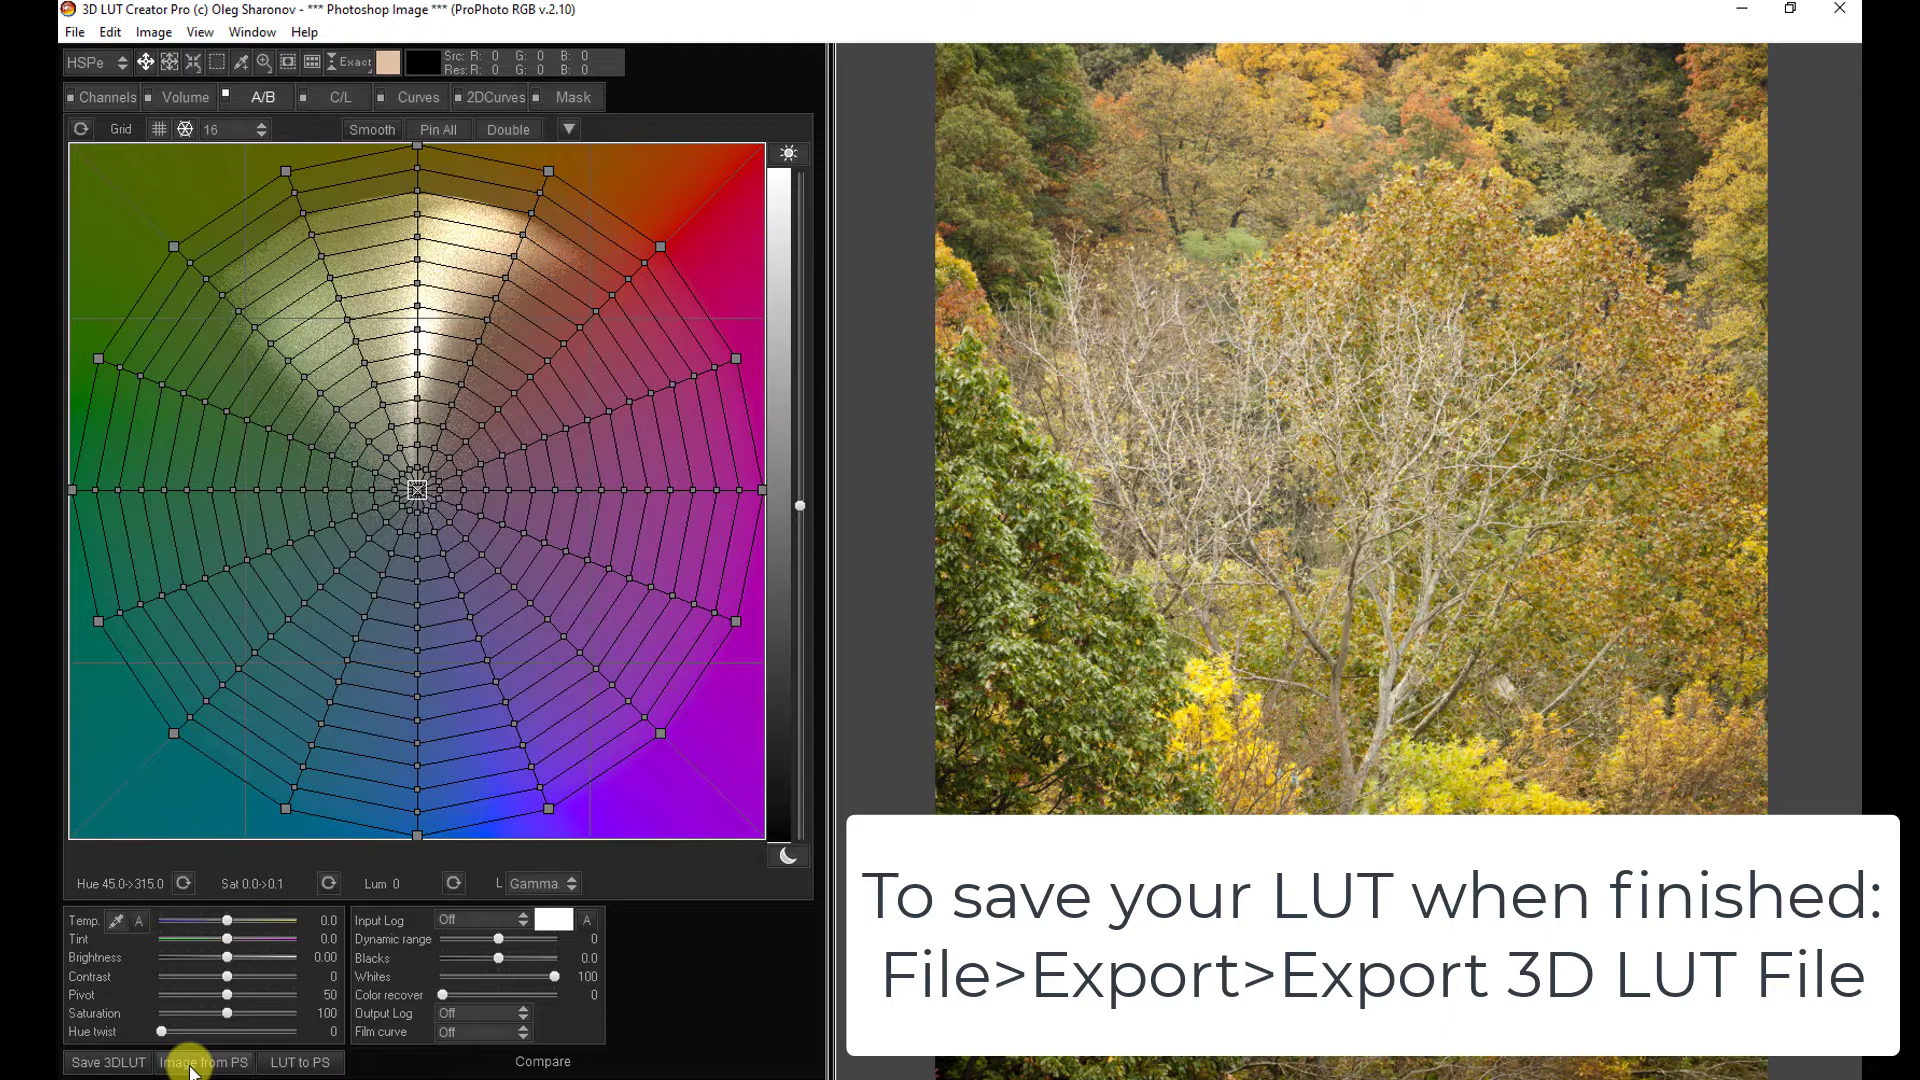 3D LUT Creator Pro (c) Oleg Sharonov - *** Photoshop Image *** (ProPhoto RGB v.2.10)
File Edit Image View Window Help
HSPe Exact Src: R: 0 G: 0 B: 0
Res: R: 0 G: 0 B: 0
Channels Volume A/B C/L Curves 2DCurves Mask
Grid 16 Smooth Pin All Double
Hue 45.0->315.0 Sat 0.0->0.1 Lum 0 L Gamma
Temp. A 0.0 Input Log Off A
Tint 0.0 Dynamic range 0
Brightness 0.00 Blacks 0.0
Contrast 0 Whites 100
Pivot 50 Color recover 0
Saturation 100 Output Log Off
Hue twist 0 Film curve Off
Save 3DLUT Image from PS LUT to PS Compare
To save your LUT when finished:
File>Export>Export 3D LUT File